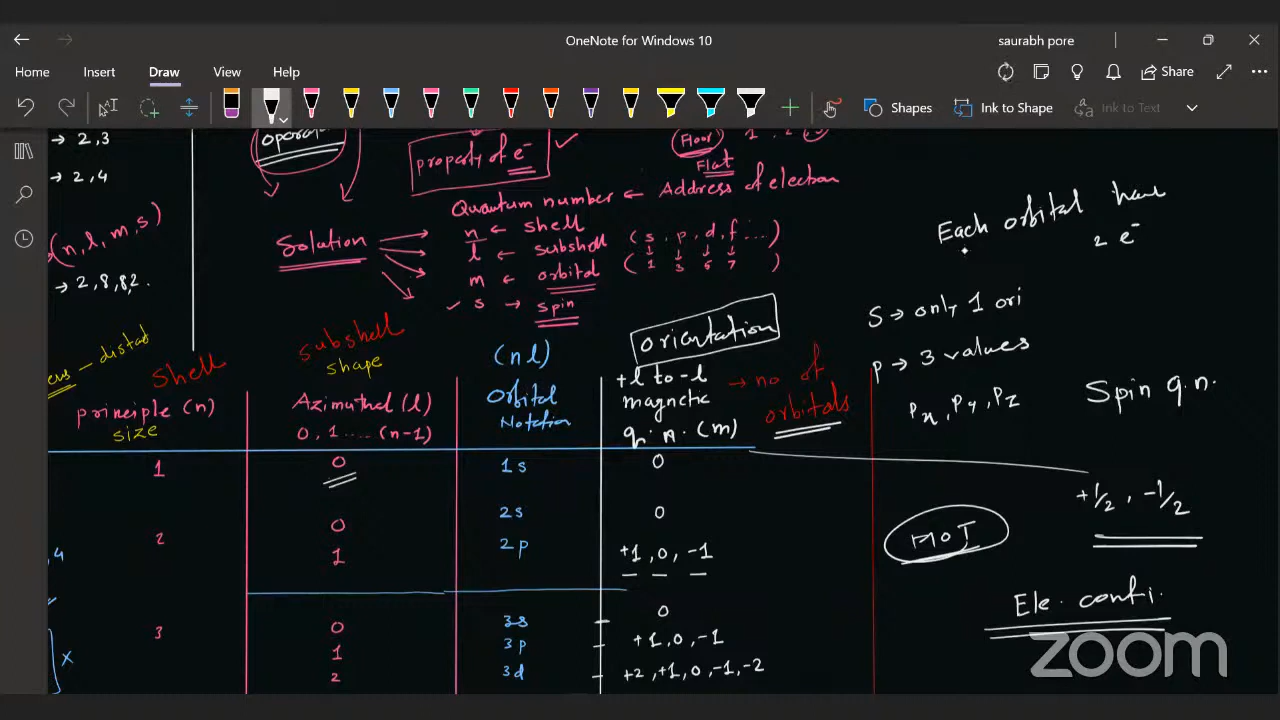 OneNote for Windows 10
saurabh pore
Home Insert Draw View Help
Share
Shapes
Ink to Shape
Ink to Text
→ 2,3
→ 2,4
(n, l, m, s)
→ 2,8,8,2.
property of e-
Floor 1, 2
Flat
Quantum number ← Address of election
Solution
n ← shell
l ← subshell (s, p, d, f...)
m ← orbital
s → spin
Each orbital have
2 e-
S → only 1 ori
P → 3 values
Px, Py, Pz
Spin q.n.
+1/2, -1/2
MOT
Ele. confi.
distad
shell
principle (n)
size
subshell
shape
Azimuthal (l)
0, 1 .... (n-1)
(nl)
Orbital
Notation
orientation
+l to -l
magnetic
q. n. (m)
→ no of
orbitals
1 0 1s 0
2 0 2s 0
1 2p +1, 0, -1
3 0 3s 0
1 3p +1, 0, -1
2 3d +2, +1, 0, -1, -2
, 4
x
zoom